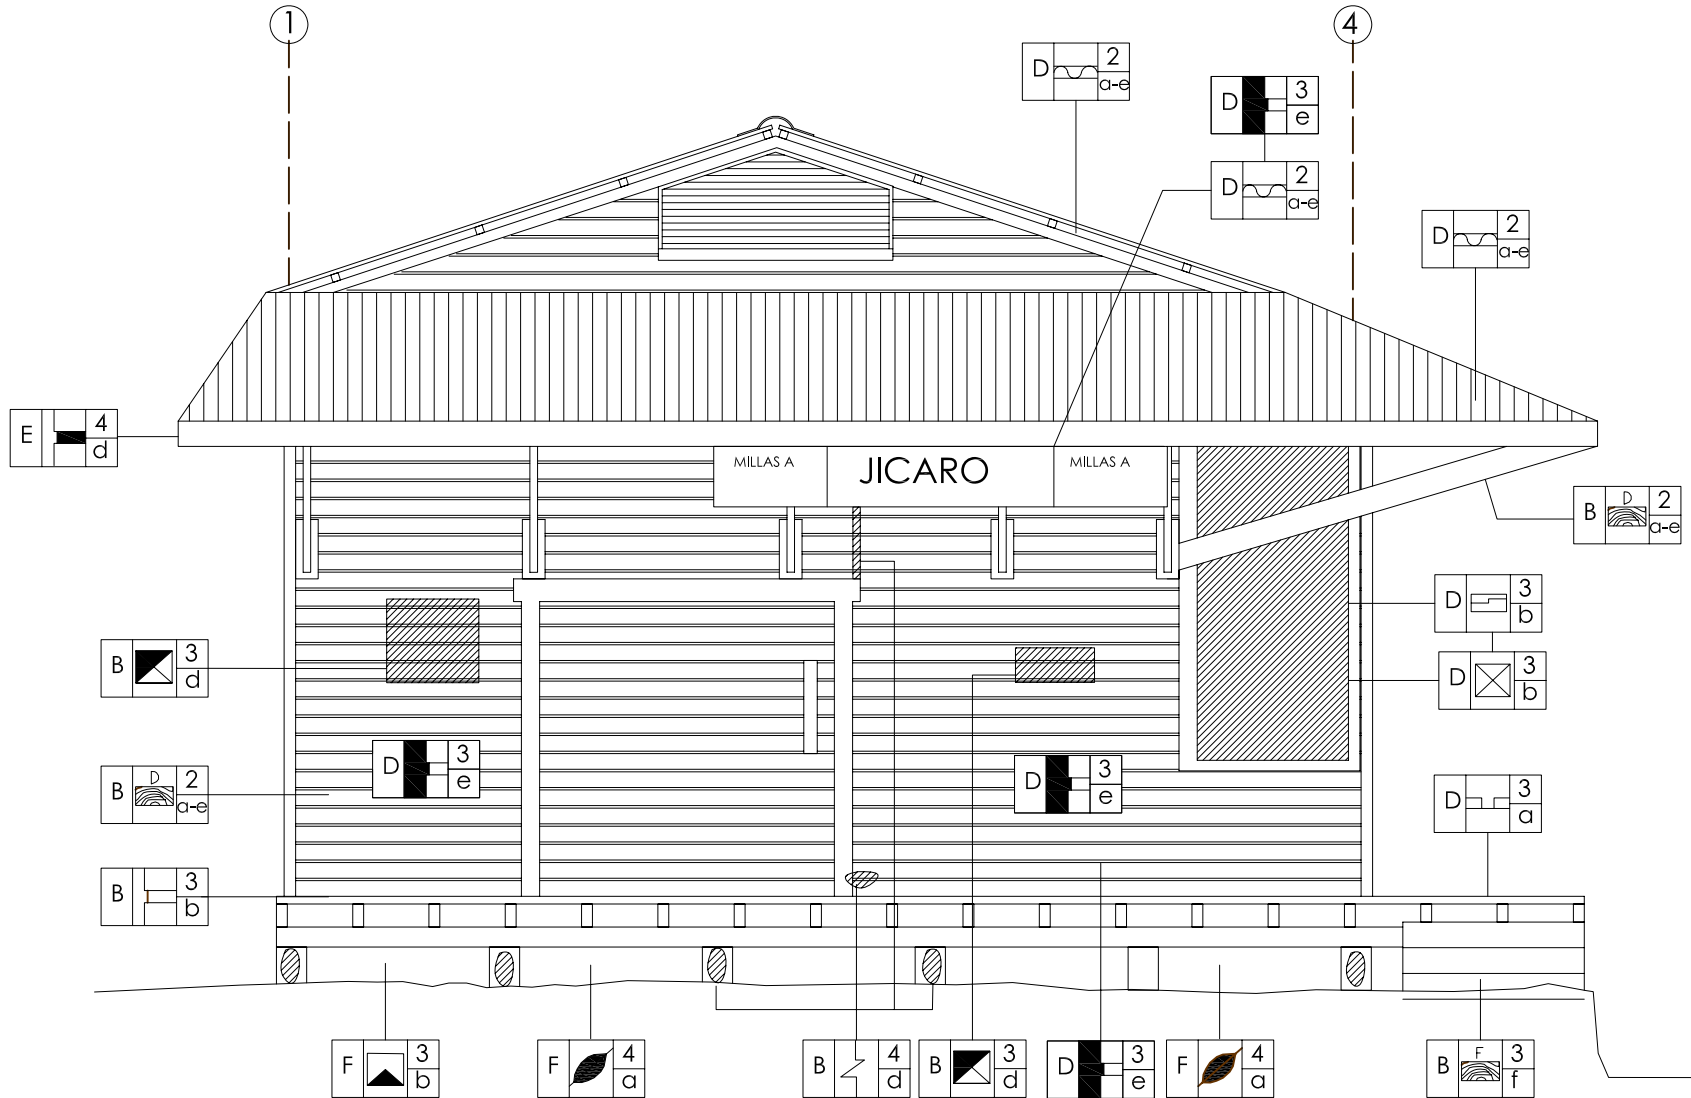 1
4
D 2 a-e
D 3 e
D 2 a-e
D 2 a-e
E 4 d
MILLAS A JICARO MILLAS A
B D 2 a-e
D 3 b
B 3 d
D 3 b
D 3 e
D 3 e
B D 2 a-e
D 3 a
B 3 b
F 3 b
F 4 a
B 4 d
B 3 d
D 3 e
F 4 a
B F 3 f